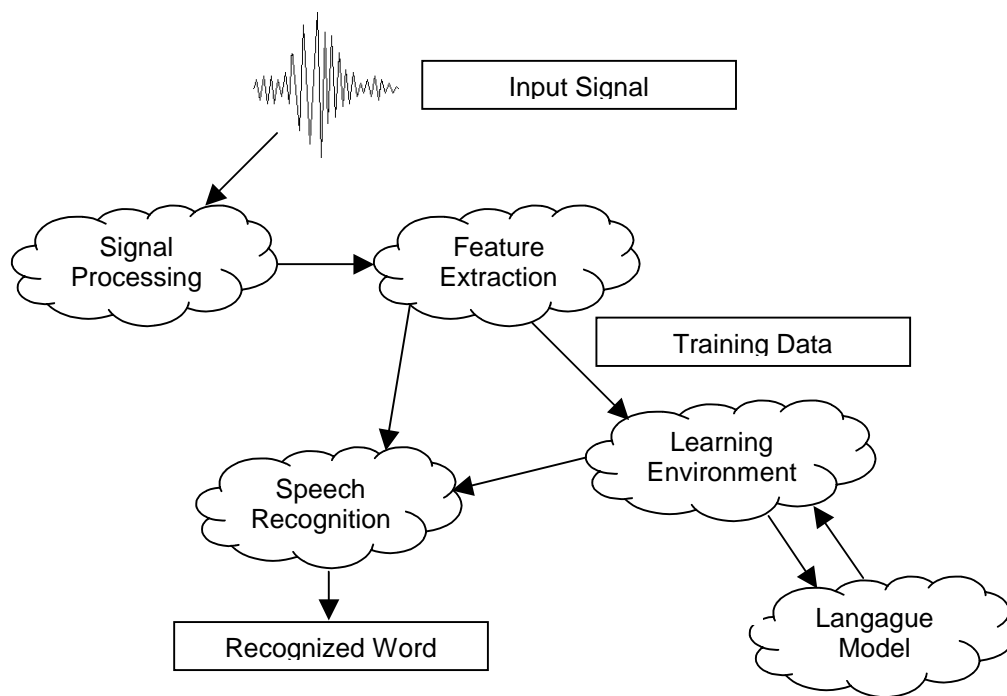 Input Signal
Signal
Processing
Feature
Extraction
Training Data
Learning
Environment
Speech
Recognition
Langague
Model
Recognized Word